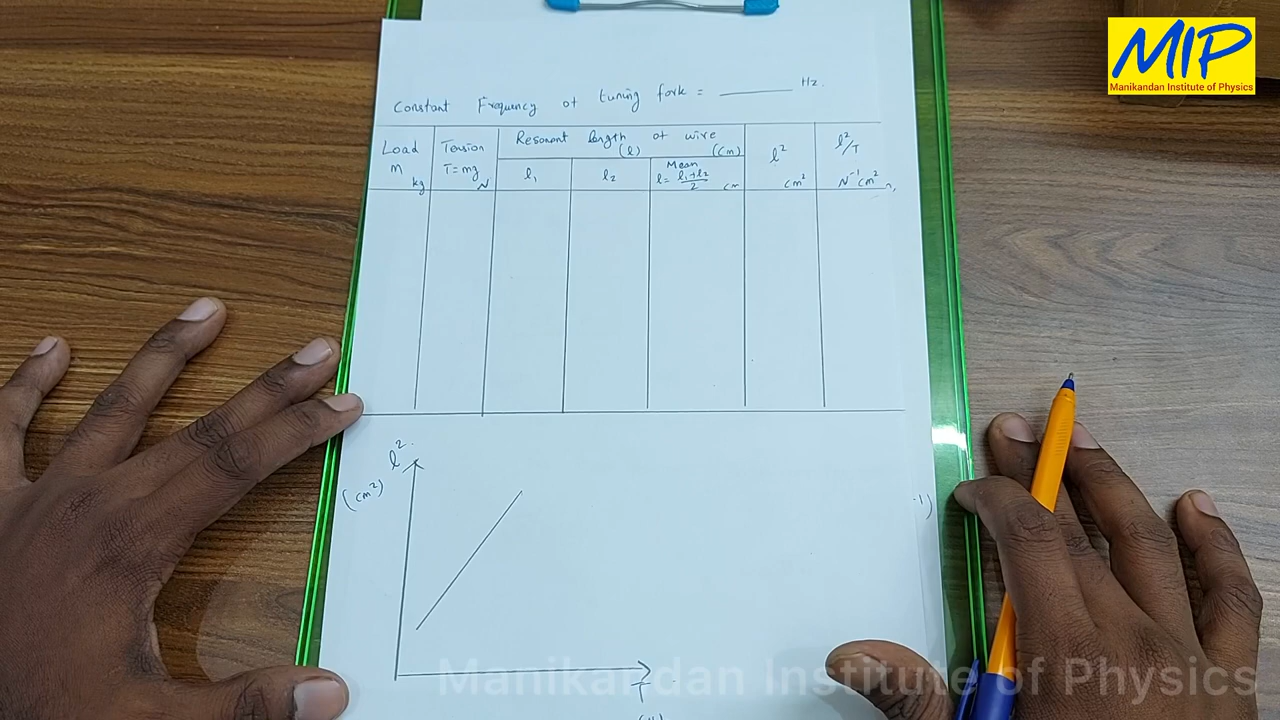 MIP
Manikandan Institute of Physics
Constant Frequency of tuning fork = ______ Hz.
Load m kg
Tension T = mg N
Resonant length of wire (l) (cm)
l₁
l₂
Mean l = l₁+l₂/2 cm
l² cm²
l²/T N⁻¹cm²
l²
(cm²)
T
Manikandan Institute of Physics